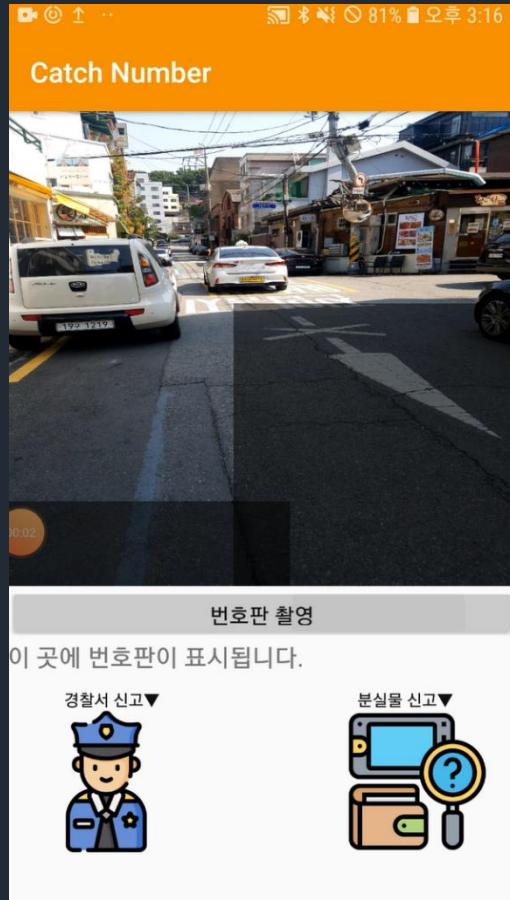 81% 오후 3:16
Catch Number
00:02
번호판 촬영
이 곳에 번호판이 표시됩니다.
경찰서 신고▼
분실물 신고▼